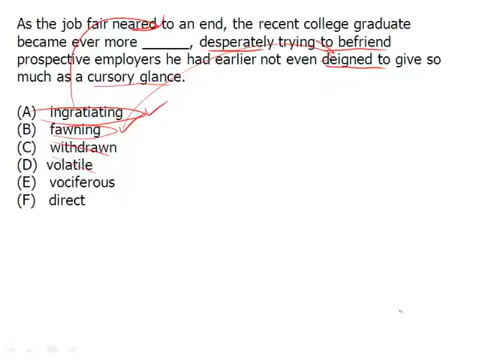 As the job fair neared to an end, the recent college graduate
became ever more ______, desperately trying to befriend
prospective employers he had earlier not even deigned to give so
much as a cursory glance.
(A) ingratiating
(B) fawning
(C) withdrawn
(D) volatile
(E) vociferous
(F) direct